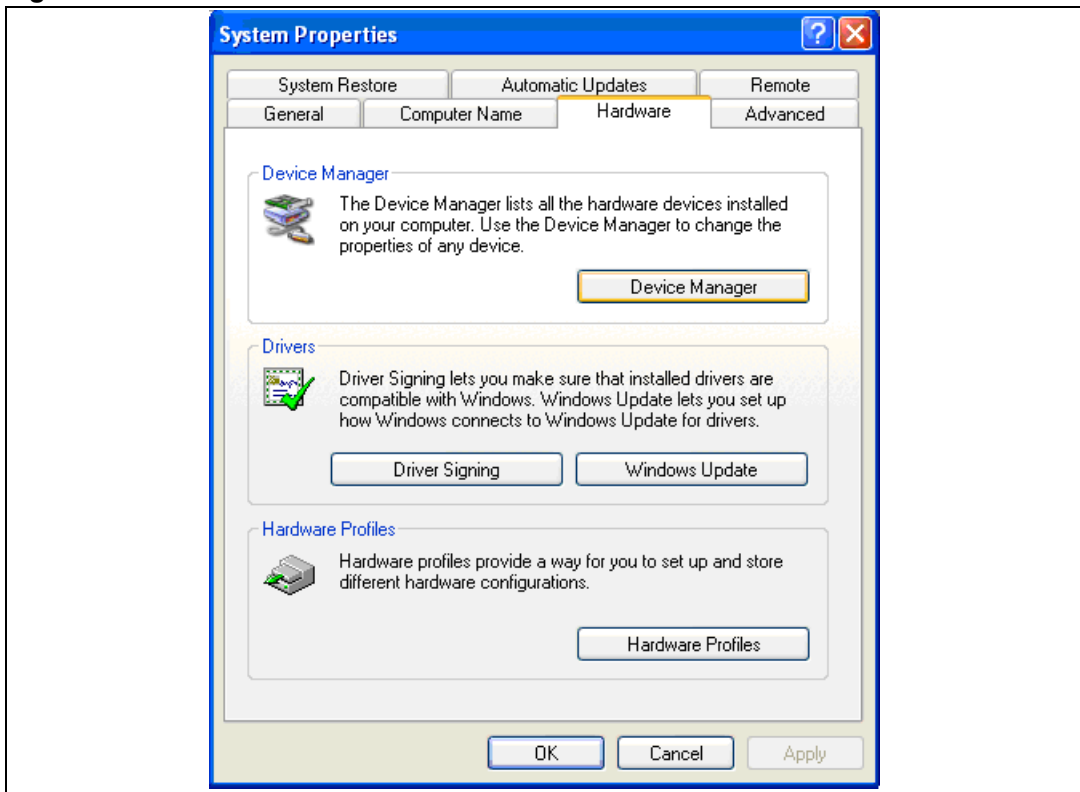 System Properties
System Restore Automatic Updates Remote
General Computer Name Hardware Advanced
Device Manager
The Device Manager lists all the hardware devices installed
on your computer. Use the Device Manager to change the
properties of any device.
Device Manager
Drivers
Driver Signing lets you make sure that installed drivers are
compatible with Windows. Windows Update lets you set up
how Windows connects to Windows Update for drivers.
Driver Signing Windows Update
Hardware Profiles
Hardware profiles provide a way for you to set up and store
different hardware configurations.
Hardware Profiles
OK Cancel Apply